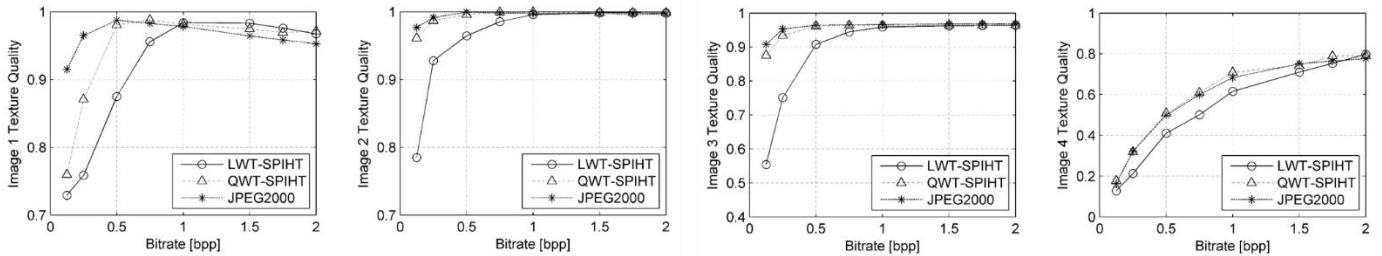 Image 1 Texture Quality
1
0.9
0.8
0.7
0
0.5
1
1.5
2
Bitrate [bpp]
LWT-SPIHT
QWT-SPIHT
JPEG2000
Image 2 Texture Quality
1
0.9
0.8
0.7
0
0.5
1
1.5
2
Bitrate [bpp]
LWT-SPIHT
QWT-SPIHT
JPEG2000
Image 3 Texture Quality
1
0.9
0.8
0.7
0.6
0.5
0.4
0
0.5
1
1.5
2
Bitrate [bpp]
LWT-SPIHT
QWT-SPIHT
JPEG2000
Image 4 Texture Quality
1
0.8
0.6
0.4
0.2
0
0
0.5
1
1.5
2
Bitrate [bpp]
LWT-SPIHT
QWT-SPIHT
JPEG2000